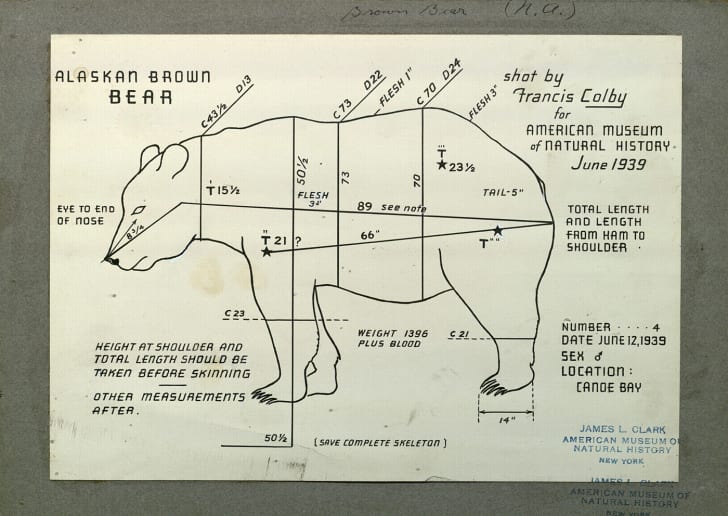 Brown Bear (N.A.)
ALASKAN BROWN
BEAR
shot by
Francis Colby
for
AMERICAN MUSEUM
of NATURAL HISTORY.
June 1939
C 43½ D13
C 73 D22
FLESH 1"
C 70 D24
FLESH 3"
50½
FLESH
73
70
T 15½
T 23½
TAIL-5"
89 see note
EYE TO END
OF NOSE
8¾
T 21 ?
66"
T""
TOTAL LENGTH
AND LENGTH
FROM HAM TO
SHOULDER
C 23
WEIGHT 1396
PLUS BLOOD
C 21
HEIGHT AT SHOULDER AND
TOTAL LENGTH SHOULD BE
TAKEN BEFORE SKINNING
OTHER MEASUREMENTS
AFTER.
NUMBER ···· 4
DATE JUNE 12, 1939
SEX ♂
LOCATION :
CANOE BAY
14"
50½
(SAVE COMPLETE SKELETON)
JAMES L. CLARK
AMERICAN MUSEUM O
NATURAL HISTORY
NEW YORK
JAMES L. CLARK
AMERICAN MUSEUM OF
NATURAL HISTORY
NEW YORK